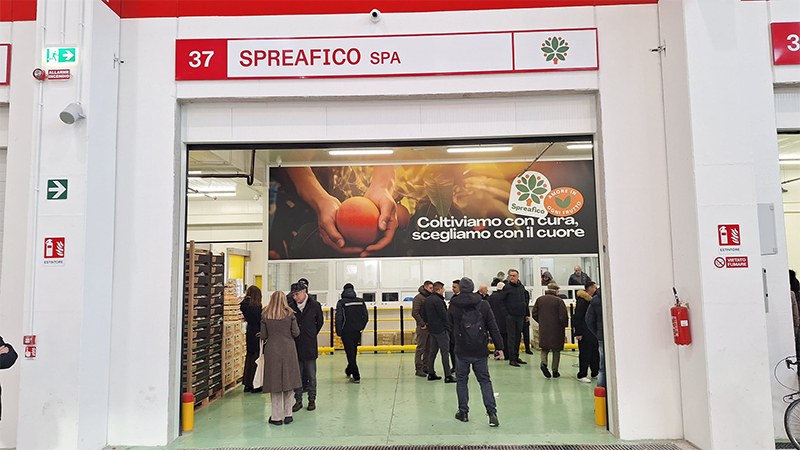 37 SPREAFICO SPA
ALLARME
INCENDIO
Coltiviamo con cura,
scegliamo con il cuore
Spreafico
AMORE IN
OGNI FRUTTO
ESTINTORE
ESTINTORE
VIETATO
FUMARE
3